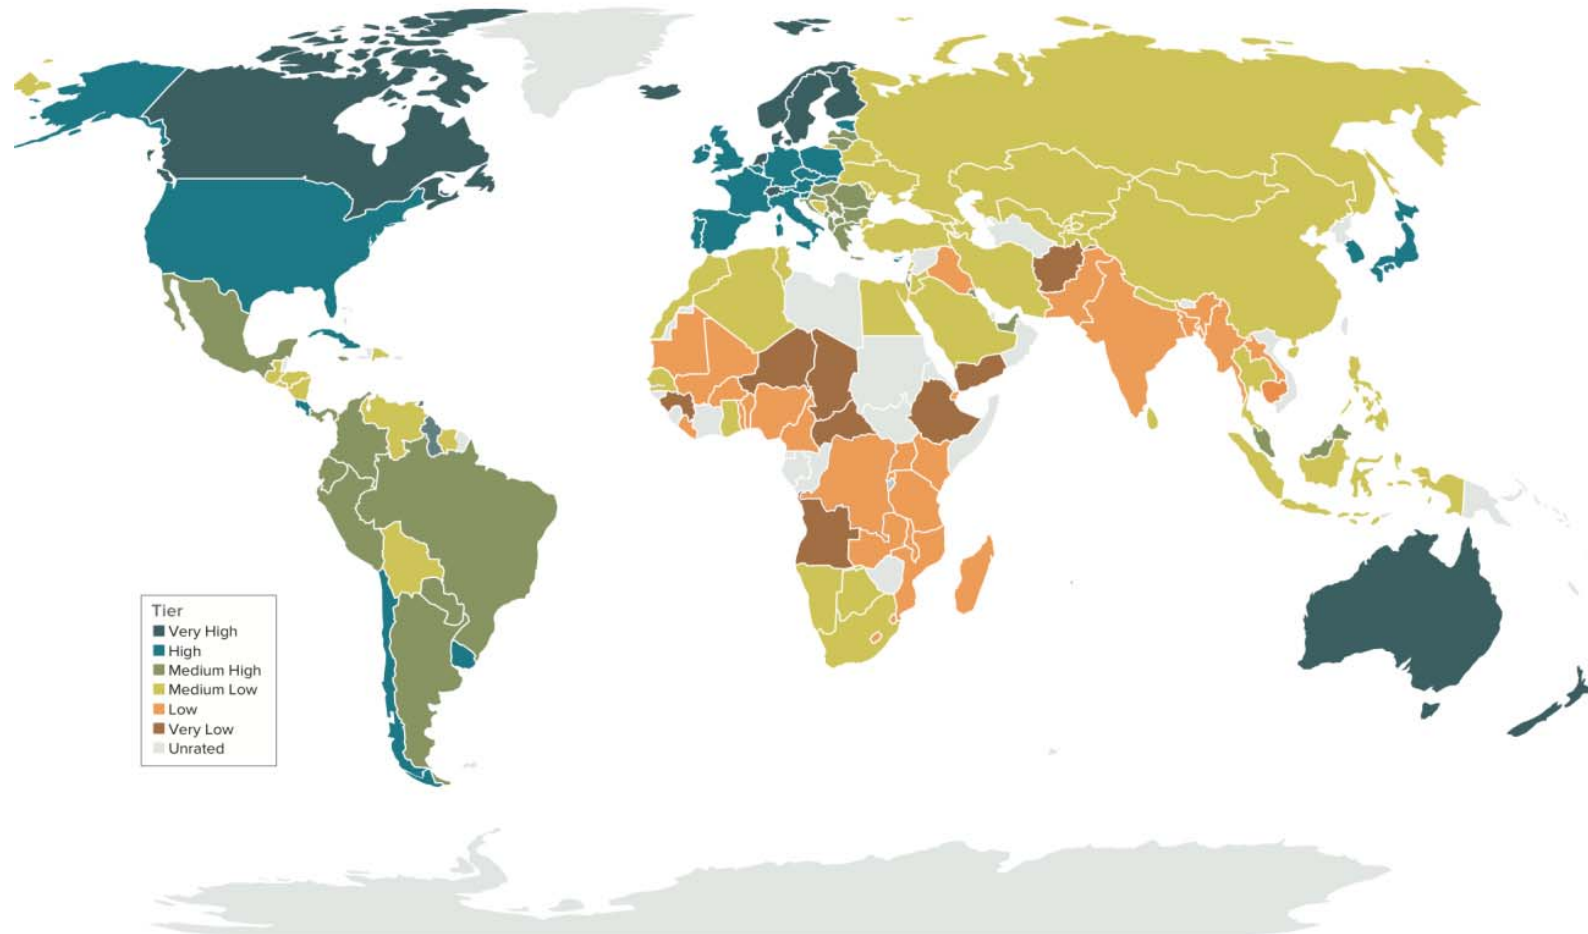 Tier
Very High
High
Medium High
Medium Low
Low
Very Low
Unrated